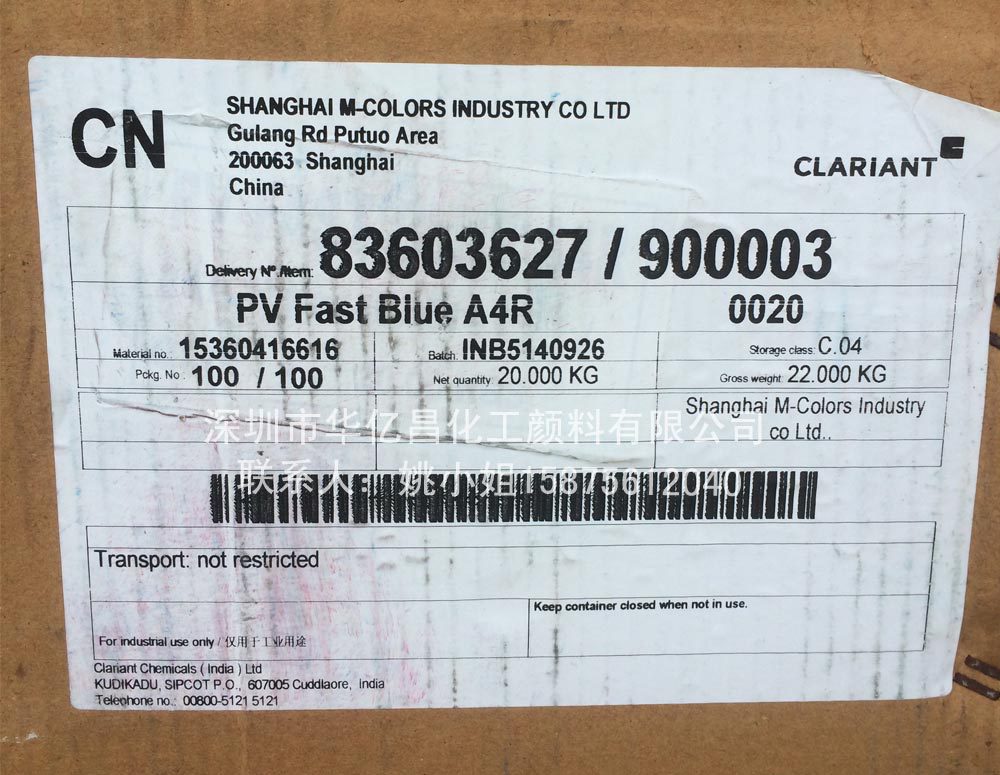 CN
SHANGHAI M-COLORS INDUSTRY CO LTD
Gulang Rd Putuo Area
200063 Shanghai
China
CLARIANT
Delivery Nº./Item: 83603627 / 900003
PV Fast Blue A4R 0020
Material no.: 15360416616 Batch: INB5140926 Storage class: C.04
Pckg. No : 100 / 100 Net quantity: 20.000 KG Gross weight: 22.000 KG
Shanghai M-Colors Industry
co Ltd..
深圳市华亿昌化工颜料有限公司
联系人：姚小姐15875612040
Transport: not restricted
Keep container closed when not in use.
For industrial use only / 仅用于工业用途
Clariant Chemicals ( India ) Ltd
KUDIKADU, SIPCOT P.O., 607005 Cuddlaore, India
Telephone no.: 00800-5121 5121